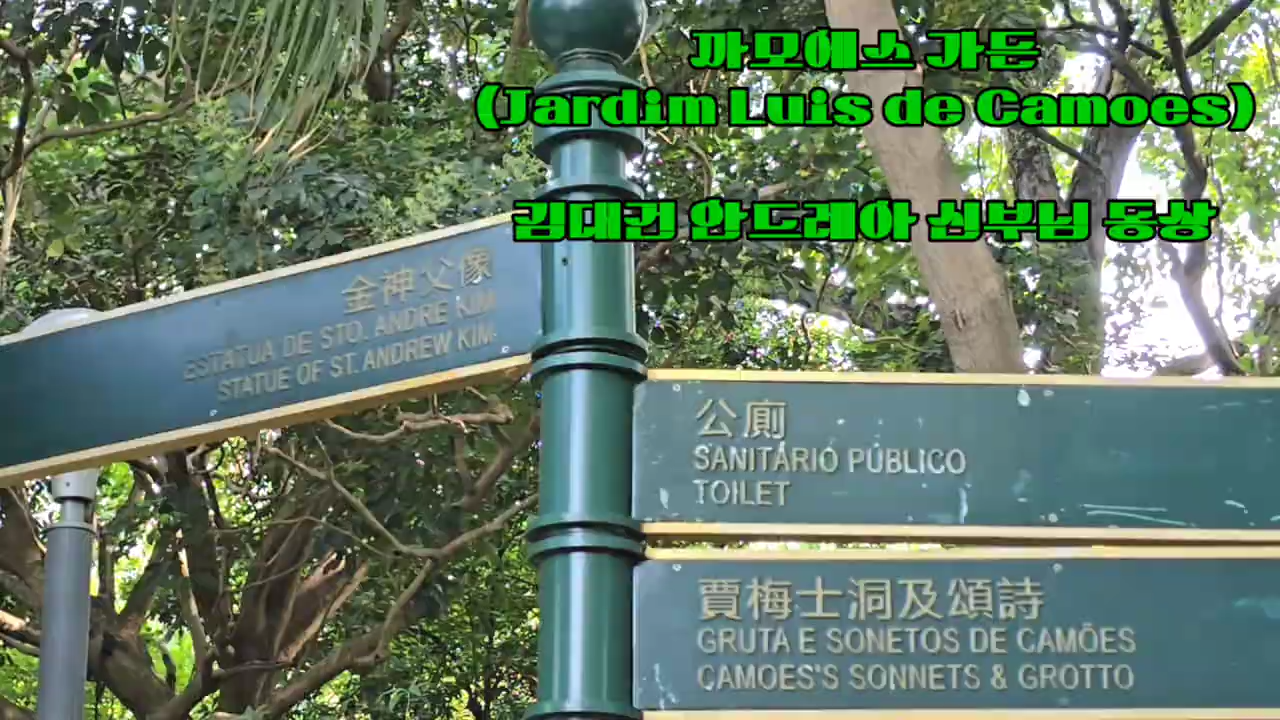 까모에스 가든
(Jardim Luis de Camoes)
김대건 안드레아 신부님 동상
金神父像
ESTATUA DE STO. ANDRE KIM
STATUE OF ST. ANDREW KIM
公廁
SANITÁRIO PÚBLICO
TOILET
賈梅士洞及頌詩
GRUTA E SONETOS DE CAMÕES
CAMOES'S SONNETS & GROTTO